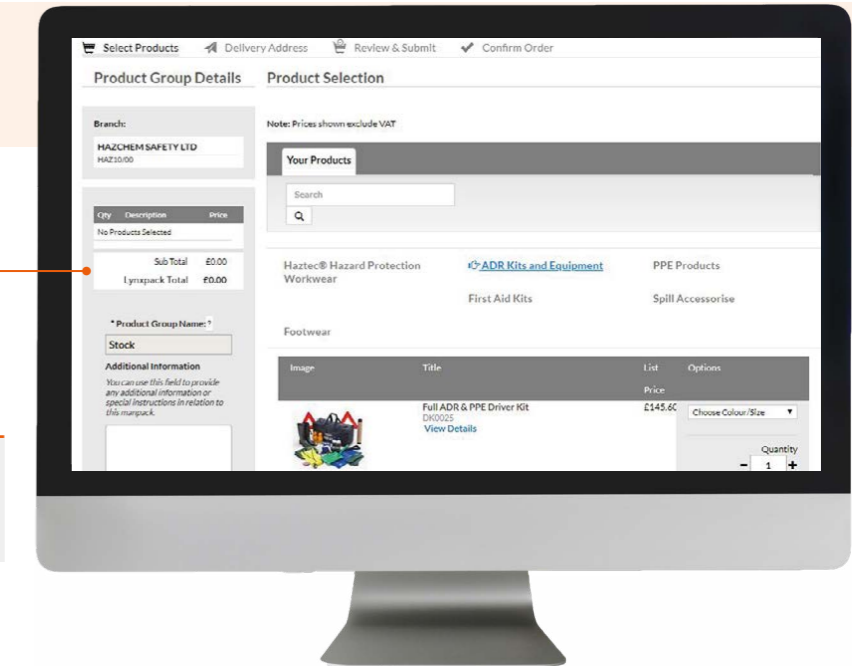 Select Products Delivery Address Review & Submit Confirm Order
Product Group Details
Product Selection
Branch:
HAZCHEM SAFETY LTD
HAZ10/00
Qty Description Price
No Products Selected
Sub Total £0.00
Lynxpack Total £0.00
* Product Group Name: ?
Stock
Additional Information
You can use this field to provide
any additional information or
special instructions in relation to
this manpack.
Note: Prices shown exclude VAT
Your Products
Search
Haztec® Hazard Protection
Workwear
ADR Kits and Equipment
PPE Products
First Aid Kits
Spill Accessorise
Footwear
Image Title List
Price
Options
Full ADR & PPE Driver Kit
DK0025
View Details
£145.60
Choose Colour/Size
Quantity
- 1 +